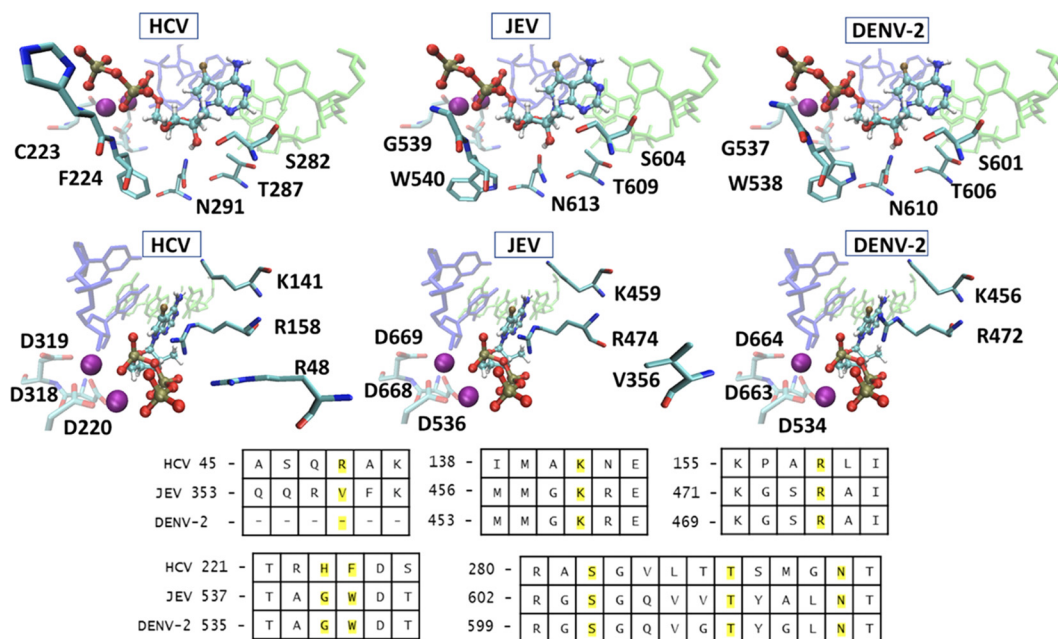 HCV JEV DENV-2
C223 F224 N291 T287 S282
G539 W540 N613 T609 S604
G537 W538 N610 T606 S601
HCV JEV DENV-2
D319 D318 D220 K141 R158 R48
D669 D668 D536 K459 R474 V356
D664 D663 D534 K456 R472
HCV 45 - A S Q R A K
JEV 353 - Q Q R V F K
DENV-2 - - - - - - -
138 - I M A K N E
456 - M M G K R E
453 - M M G K R E
155 - K P A R L I
471 - K G S R A I
469 - K G S R A I
HCV 221 - T R H F D S
JEV 537 - T A G W D T
DENV-2 535 - T A G W D T
280 - R A S G V L T T S M G N T
602 - R G S G Q V V T Y A L N T
599 - R G S G Q V G T Y G L N T